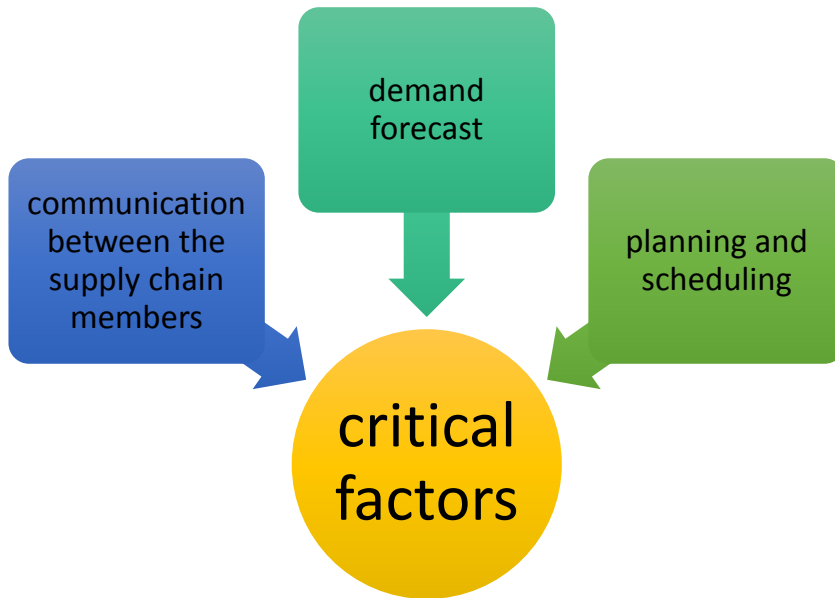 demand
forecast
communication
between the
supply chain
members
planning and
scheduling
critical
factors